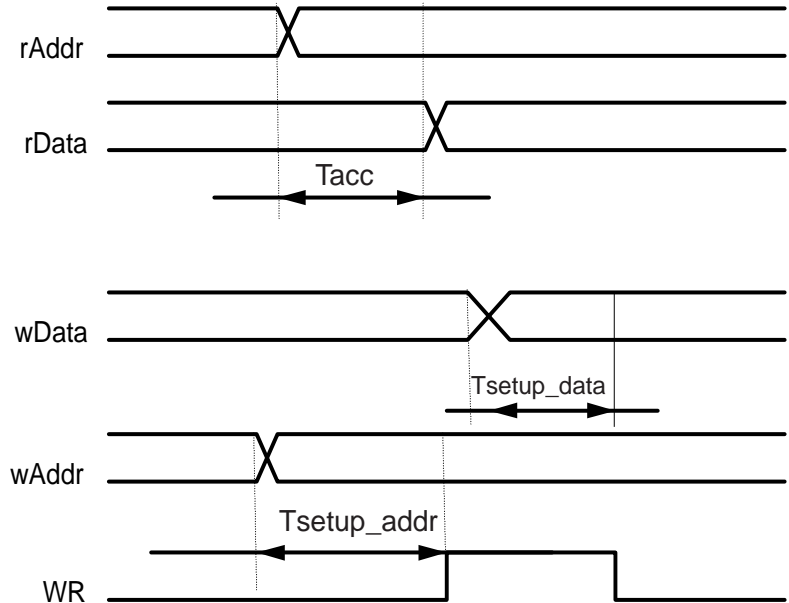 rAddr
rData
Tacc
wData
Tsetup_data
wAddr
Tsetup_addr
WR